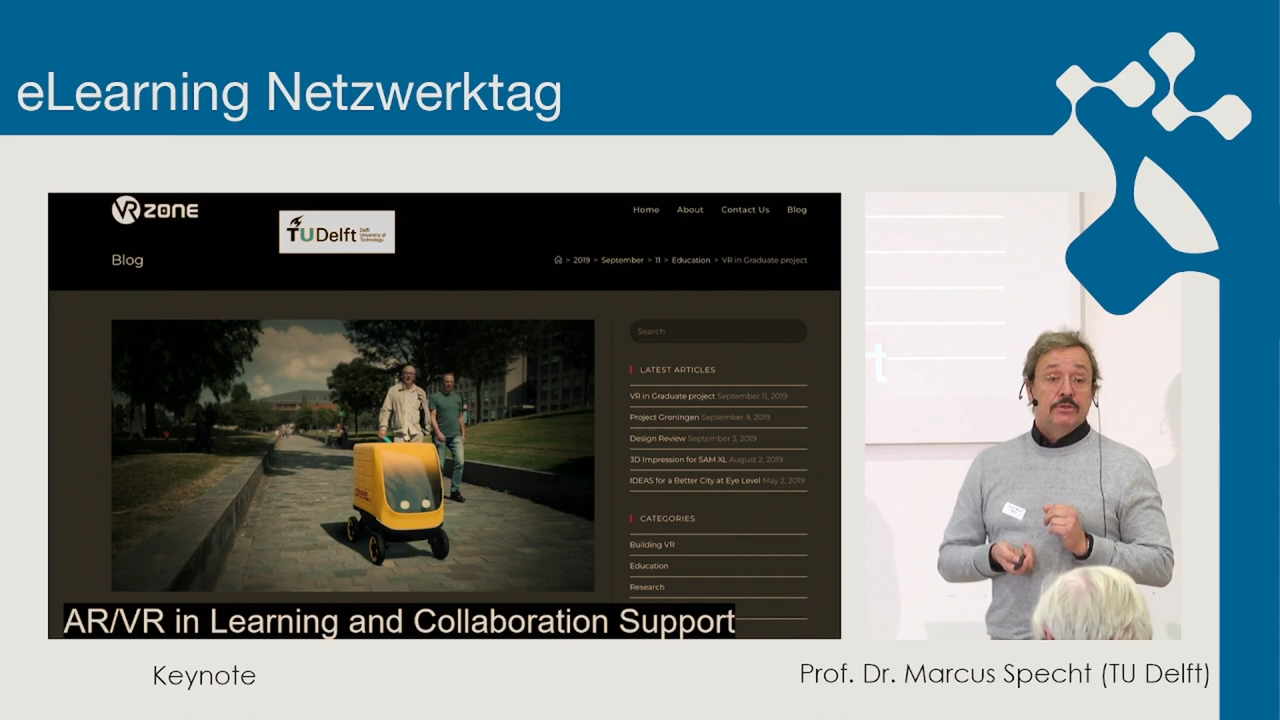 eLearning Netzwerktag
VR ZONE
TUDelft
Delft
University of
Technology
Home About Contact Us Blog
Blog
> 2019 > September > 11 > Education > VR in Graduate project
Search
LATEST ARTICLES
VR in Graduate project September 11, 2019
Project Groningen September 9, 2019
Design Review September 3, 2019
3D Impression for SAM XL August 2, 2019
IDEAS for a Better City at Eye Level May 2, 2019
CATEGORIES
Building VR
Education
Research
AR/VR in Learning and Collaboration Support
t
Keynote
Prof. Dr. Marcus Specht (TU Delft)